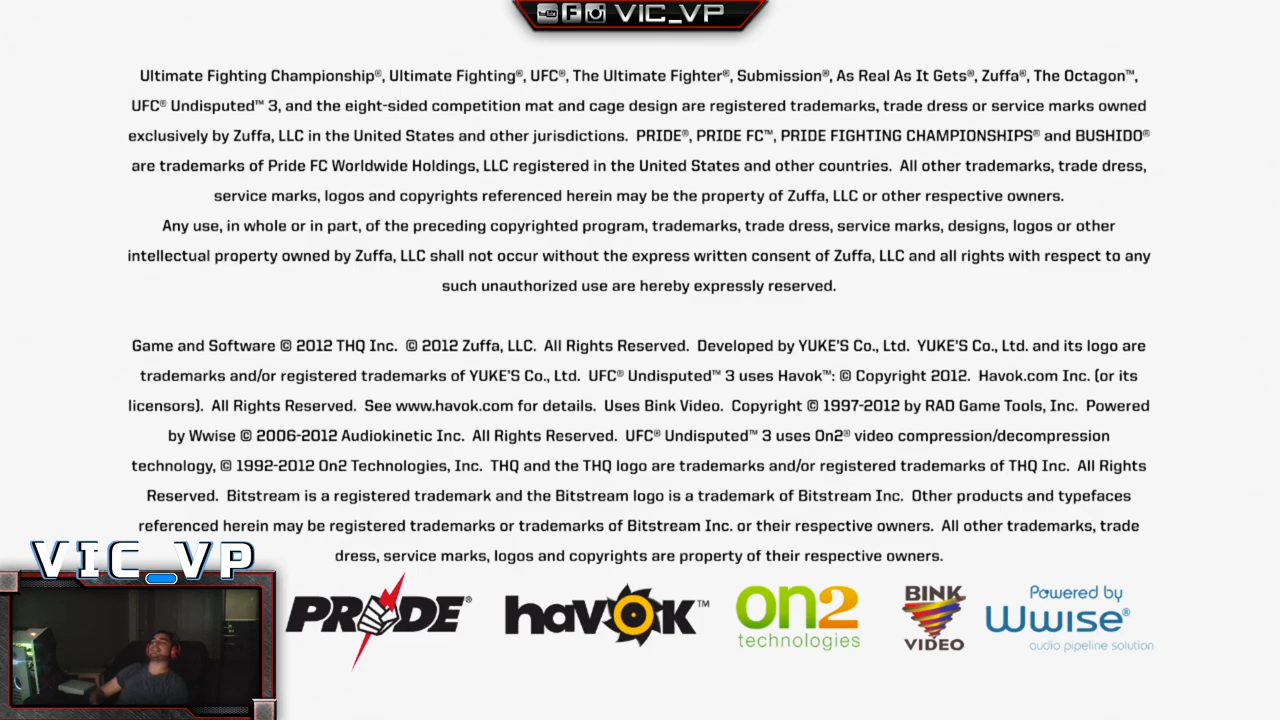 VIC_VP
Ultimate Fighting Championship®, Ultimate Fighting®, UFC®, The Ultimate Fighter®, Submission®, As Real As It Gets®, Zuffa®, The Octagon™,
UFC® Undisputed™ 3, and the eight-sided competition mat and cage design are registered trademarks, trade dress or service marks owned
exclusively by Zuffa, LLC in the United States and other jurisdictions. PRIDE®, PRIDE FC™, PRIDE FIGHTING CHAMPIONSHIPS® and BUSHIDO®
are trademarks of Pride FC Worldwide Holdings, LLC registered in the United States and other countries. All other trademarks, trade dress,
service marks, logos and copyrights referenced herein may be the property of Zuffa, LLC or other respective owners.
Any use, in whole or in part, of the preceding copyrighted program, trademarks, trade dress, service marks, designs, logos or other
intellectual property owned by Zuffa, LLC shall not occur without the express written consent of Zuffa, LLC and all rights with respect to any
such unauthorized use are hereby expressly reserved.
Game and Software © 2012 THQ Inc. © 2012 Zuffa, LLC. All Rights Reserved. Developed by YUKE'S Co., Ltd. YUKE'S Co., Ltd. and its logo are
trademarks and/or registered trademarks of YUKE'S Co., Ltd. UFC® Undisputed™ 3 uses Havok™: © Copyright 2012. Havok.com Inc. (or its
licensors). All Rights Reserved. See www.havok.com for details. Uses Bink Video. Copyright © 1997-2012 by RAD Game Tools, Inc. Powered
by Wwise © 2006-2012 Audiokinetic Inc. All Rights Reserved. UFC® Undisputed™ 3 uses On2® video compression/decompression
technology, © 1992-2012 On2 Technologies, Inc. THQ and the THQ logo are trademarks and/or registered trademarks of THQ Inc. All Rights
Reserved. Bitstream is a registered trademark and the Bitstream logo is a trademark of Bitstream Inc. Other products and typefaces
referenced herein may be registered trademarks or trademarks of Bitstream Inc. or their respective owners. All other trademarks, trade
dress, service marks, logos and copyrights are property of their respective owners.
VIC_VP
PRIDE®
havok™
on2
technologies
BINK
VIDEO
Powered by
Wwise®
audio pipeline solution